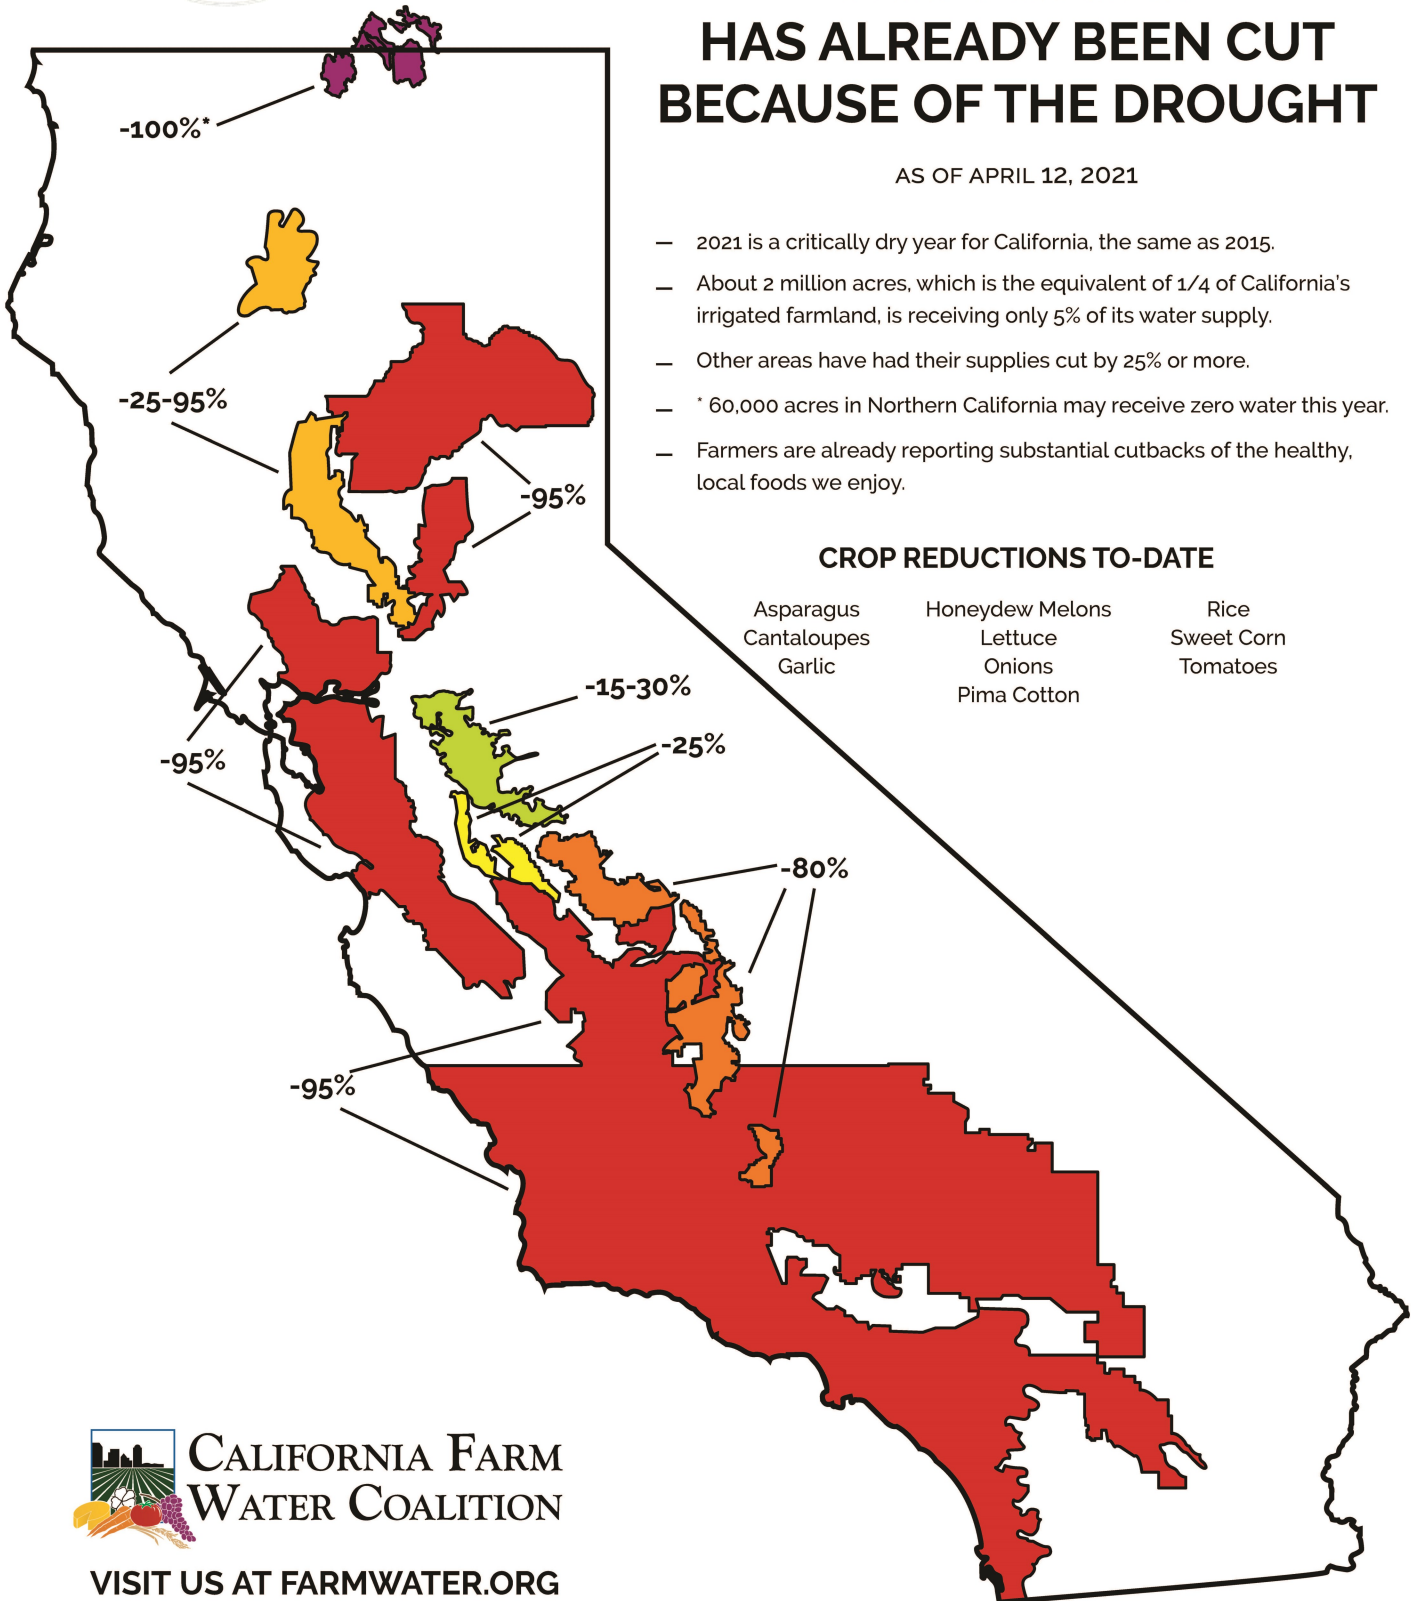 HAS ALREADY BEEN CUT
BECAUSE OF THE DROUGHT
AS OF APRIL 12, 2021
– 2021 is a critically dry year for California, the same as 2015.
– About 2 million acres, which is the equivalent of 1/4 of California's
irrigated farmland, is receiving only 5% of its water supply.
– Other areas have had their supplies cut by 25% or more.
– * 60,000 acres in Northern California may receive zero water this year.
– Farmers are already reporting substantial cutbacks of the healthy,
local foods we enjoy.
CROP REDUCTIONS TO-DATE
Asparagus
Cantaloupes
Garlic
Honeydew Melons
Lettuce
Onions
Pima Cotton
Rice
Sweet Corn
Tomatoes
-100%*
-25-95%
-95%
-15-30%
-25%
-95%
-80%
-95%
CALIFORNIA FARM
WATER COALITION
VISIT US AT FARMWATER.ORG